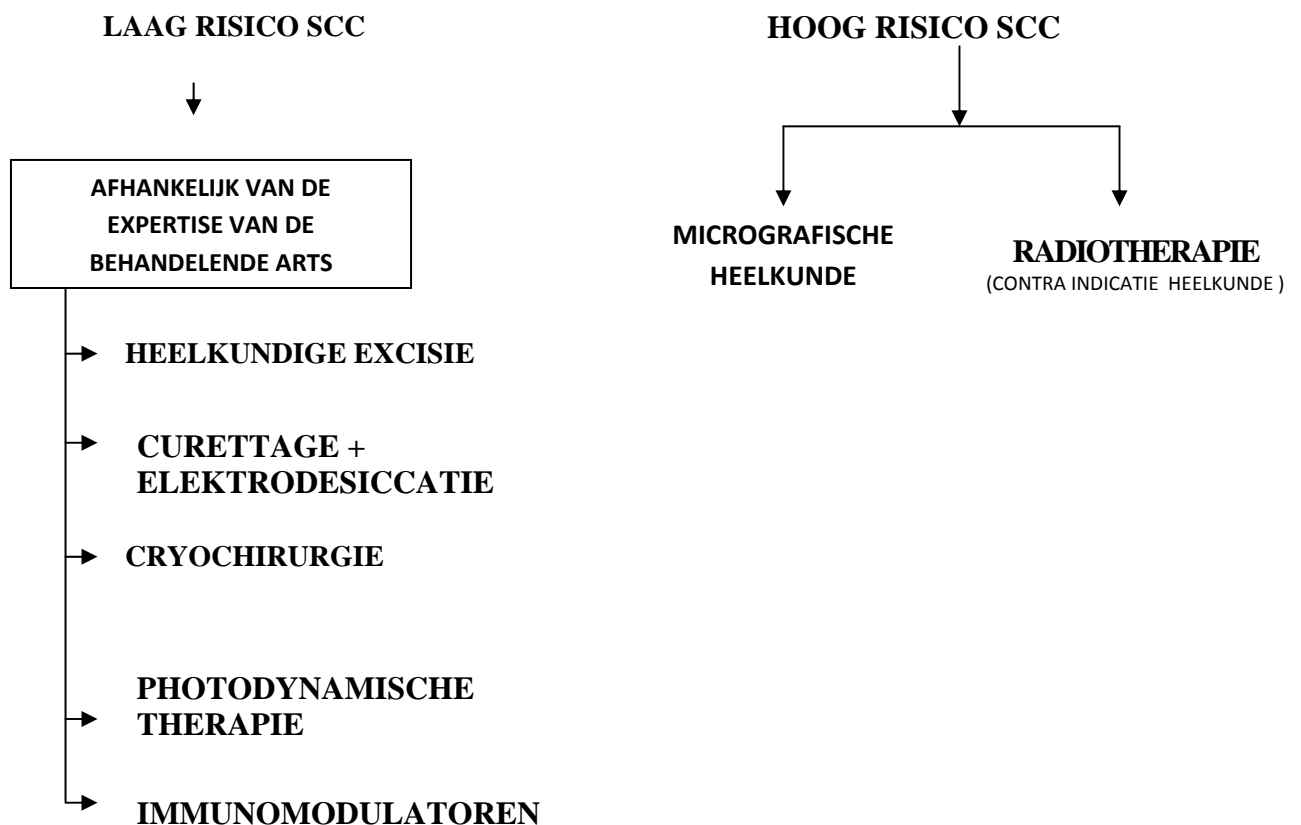 LAAG RISICO SCC
AFHANKELIJK VAN DE
EXPERTISE VAN DE
BEHANDELENDE ARTS
HEELKUNDIGE EXCISIE
CURETTAGE +
ELEKTRODESICCATIE
CRYOCHIRURGIE
PHOTODYNAMISCHE
THERAPIE
IMMUNOMODULATOREN
HOOG RISICO SCC
MICROGRAFISCHE
HEELKUNDE
RADIOTHERAPIE
(CONTRA INDICATIE HEELKUNDE )